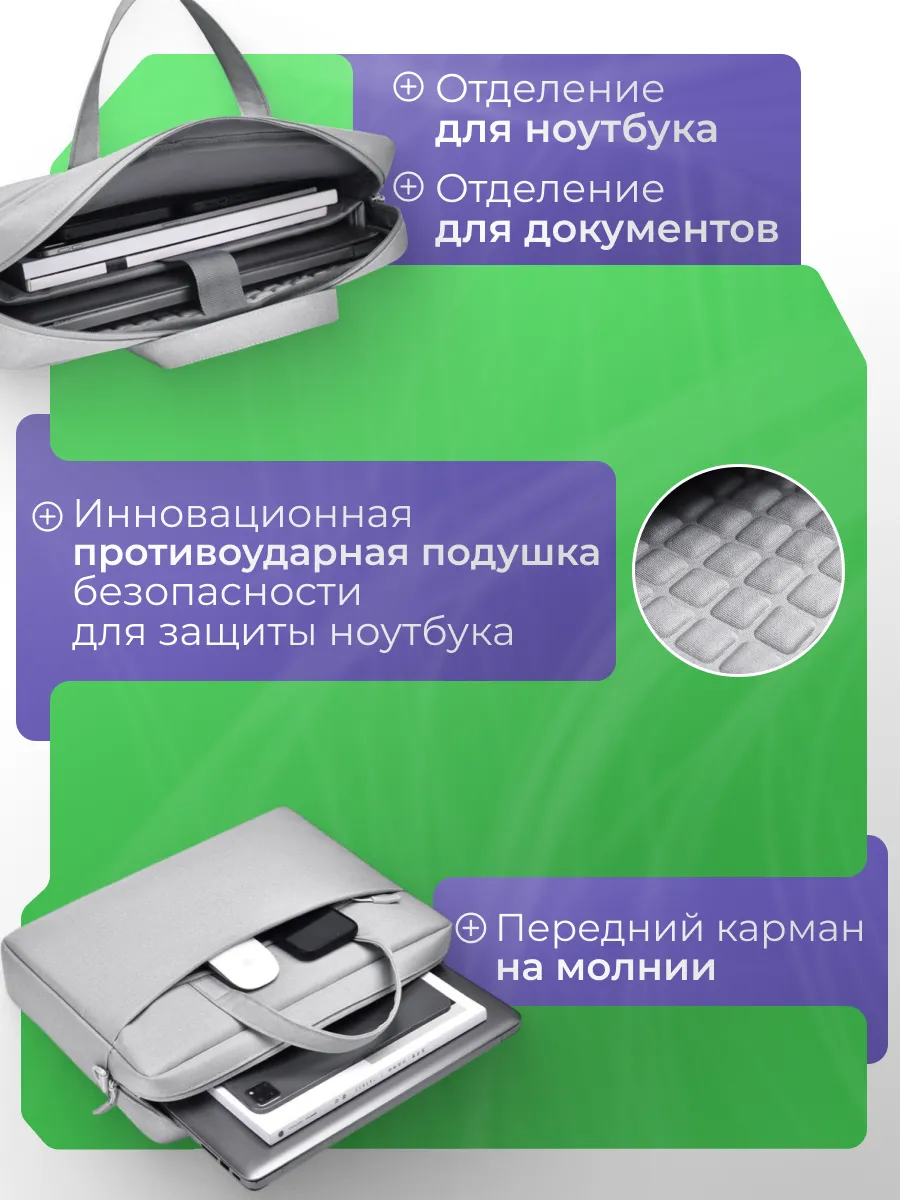 Отделение
для ноутбука
Отделение
для документов
Инновационная
противоударная подушка
безопасности
для защиты ноутбука
Передний карман
на молнии